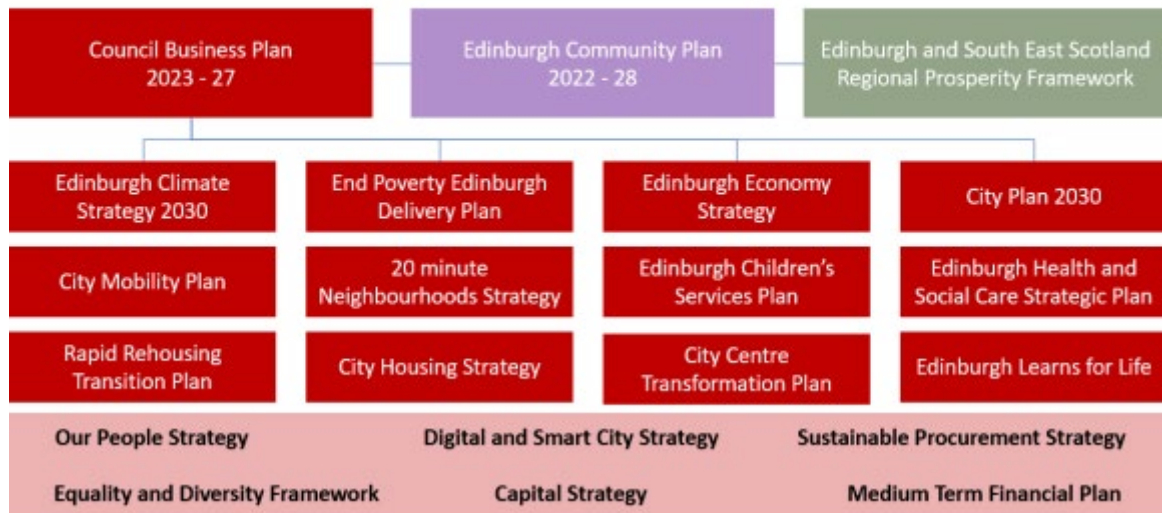 Council Business Plan
2023 - 27
Edinburgh Community Plan
2022 - 28
Edinburgh and South East Scotland
Regional Prosperity Framework
Edinburgh Climate
Strategy 2030
End Poverty Edinburgh
Delivery Plan
Edinburgh Economy
Strategy
City Plan 2030
City Mobility Plan
20 minute
Neighbourhoods Strategy
Edinburgh Children's
Services Plan
Edinburgh Health and
Social Care Strategic Plan
Rapid Rehousing
Transition Plan
City Housing Strategy
City Centre
Transformation Plan
Edinburgh Learns for Life
Our People Strategy
Digital and Smart City Strategy
Sustainable Procurement Strategy
Equality and Diversity Framework
Capital Strategy
Medium Term Financial Plan